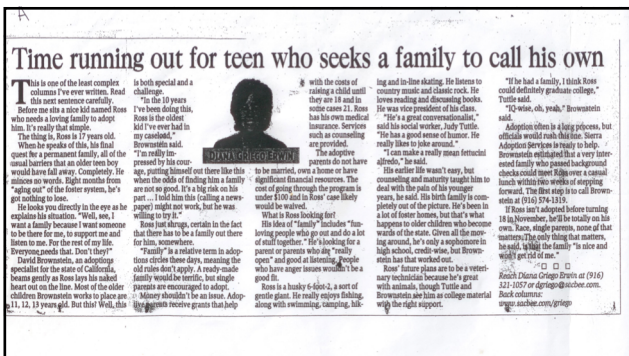 A
Time running out for teen who seeks a family to call his own
This is one of the least complex
columns I've ever written. Read
this next sentence carefully.
Before me sits a nice kid named Ross
who needs a loving family to adopt
him. It's really that simple.
The thing is, Ross is 17 years old.
When he speaks of this, his final
quest for a permanent family, all of the
usual barriers that an older teen boy
would have fall away. Completely. He
minces no words. Eight months from
"aging out" of the foster system, he's
got nothing to lose.
He looks you directly in the eye as he
explains his situation. "Well, see, I
want a family because I want someone
to be there for me, to support me and
listen to me. For the rest of my life.
Everyone needs that. Don't they?"
David Brownstein, an adoptions
specialist for the state of California,
beams gently as Ross lays his naked
heart out on the line. Most of the older
children Brownstein works to place are
11, 12, 13 years old. But this! Well, this
is both special and a
challenge.
"In the 10 years
I've been doing this,
Ross is the oldest
kid I've ever had in
my caseload,"
Brownstein said.
"I'm really im-
pressed by his cour-
age, putting himself out there like this
when the odds of finding him a family
are not so good. It's a big risk on his
part ... I told him this (calling a news-
paper) might not work, but he was
willing to try it."
Ross just shrugs, certain in the fact
that there has to be a family out there
for him, somewhere.
"Family" is a relative term in adop-
tions circles these days, meaning the
old rules don't apply. A ready-made
family would be terrific, but single
parents are encouraged to adopt.
Money shouldn't be an issue. Adop-
tive parents receive grants that help
DIANA GRIEGO ERWIN
with the costs of
raising a child until
they are 18 and in
some cases 21. Ross
has his own medical
insurance. Services
such as counseling
are provided.
The adoptive
parents do not have
to be married, own a home or have
significant financial resources. The
cost of going through the program is
under $100 and in Ross' case likely
would be waived.
What is Ross looking for?
His idea of "family" includes "fun-
loving people who go out and do a lot
of stuff together." He's looking for a
parent or parents who are "really
open" and good at listening. People
who have anger issues wouldn't be a
good fit.
Ross is a husky 6-foot-2, a sort of
gentle giant. He really enjoys fishing,
along with swimming, camping, hik-
ing and in-line skating. He listens to
country music and classic rock. He
loves reading and discussing books.
He was vice president of his class.
"He's a great conversationalist,"
said his social worker, Judy Tuttle.
"He has a good sense of humor. He
really likes to joke around."
"I can make a really mean fettucini
alfredo," he said.
His earlier life wasn't easy, but
counseling and maturity taught him to
deal with the pain of his younger
years, he said. His birth family is com-
pletely out of the picture. He's been in
a lot of foster homes, but that's what
happens to older children who become
wards of the state. Given all the mov-
ing around, he's only a sophomore in
high school, credit-wise, but Brown-
stein has that worked out.
Ross' future plans are to be a veteri-
nary technician because he's great
with animals, though Tuttle and
Brownstein see him as college material
with the right support.
"If he had a family, I think Ross
could definitely graduate college,"
Tuttle said.
"IQ-wise, oh, yeah," Brownstein
said.
Adoption often is a long process, but
officials would rush this one. Sierra
Adoption Services is ready to help.
Brownstein estimated that a very inter-
ested family who passed background
checks could meet Ross over a casual
lunch within two weeks of stepping
forward. The first step is to call Brown-
stein at (916) 574-1319.
If Ross isn't adopted before turning
18 in November, he'll be totally on his
own. Race, single parents, none of that
matters. The only thing that matters,
he said, is that the family "is nice and
won't get rid of me."
Reach Diana Griego Erwin at (916)
321-1057 or dgriego@sacbee.com.
Back columns:
www.sacbee.com/griego